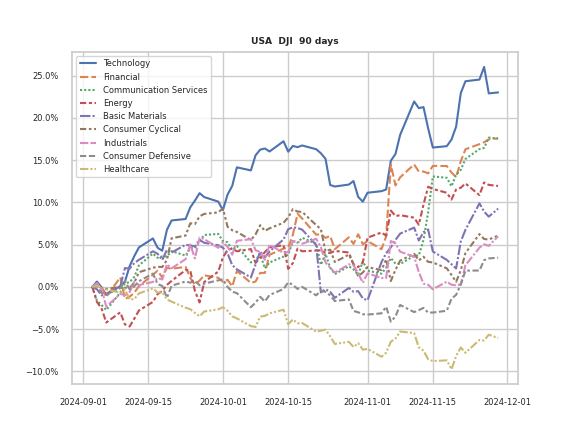 USA DJI 90 days
25.0%
20.0%
15.0%
10.0%
5.0%
0.0%
−5.0%
−10.0%
Technology
Financial
Communication Services
Energy
Basic Materials
Consumer Cyclical
Industrials
Consumer Defensive
Healthcare
2024-09-01 2024-09-15 2024-10-01 2024-10-15 2024-11-01 2024-11-15 2024-12-01